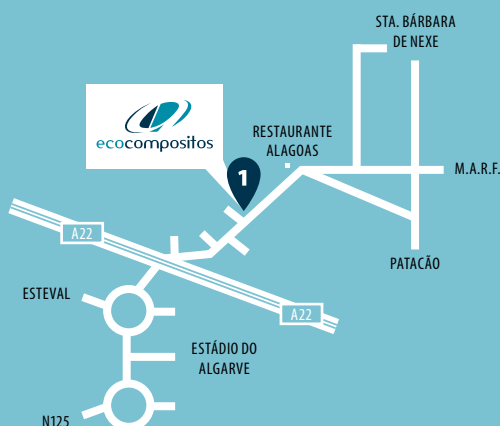 STA. BÁRBARA
DE NEXE
ecocompositos
RESTAURANTE
ALAGOAS
1
M.A.R.F.
A22
PATACÃO
ESTEVAL
A22
ESTÁDIO DO
ALGARVE
N125